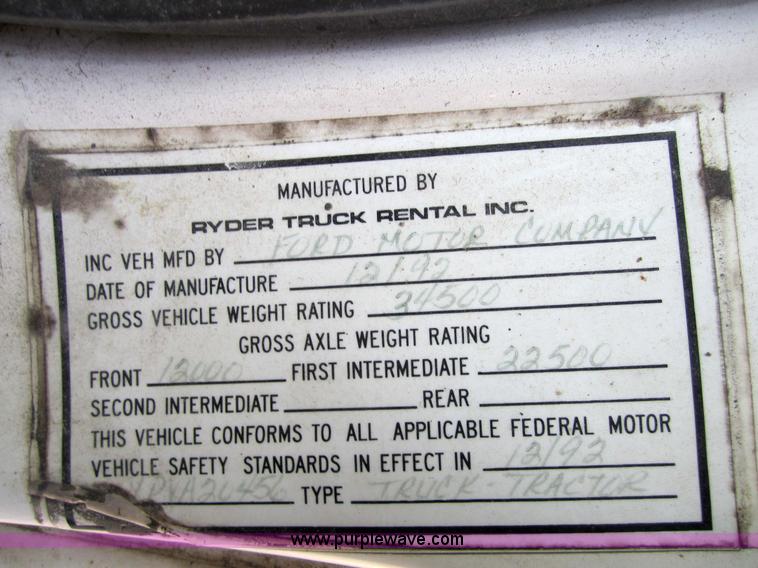 MANUFACTURED BY
RYDER TRUCK RENTAL INC.
INC VEH MFD BY FORD MOTOR COMPANY
DATE OF MANUFACTURE 12/92
GROSS VEHICLE WEIGHT RATING 34500
GROSS AXLE WEIGHT RATING
FRONT 12000 FIRST INTERMEDIATE 22500
SECOND INTERMEDIATE REAR
THIS VEHICLE CONFORMS TO ALL APPLICABLE FEDERAL MOTOR
VEHICLE SAFETY STANDARDS IN EFFECT IN 12/92
TYPE TRUCK-TRACTOR
www.purplewave.com